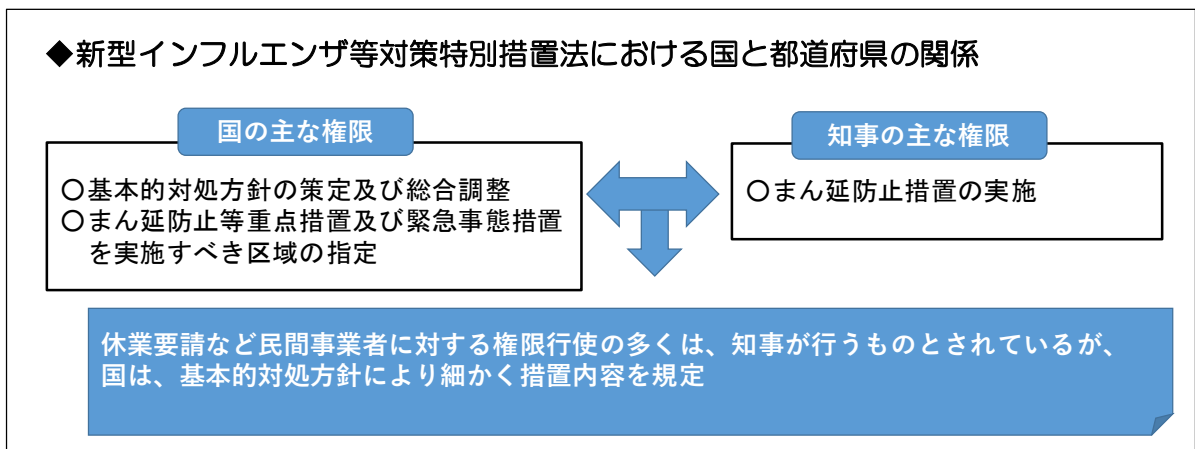 ◆新型インフルエンザ等対策特別措置法における国と都道府県の関係
国の主な権限
〇基本的対処方針の策定及び総合調整
〇まん延防止等重点措置及び緊急事態措置
を実施すべき区域の指定
知事の主な権限
〇まん延防止措置の実施
休業要請など民間事業者に対する権限行使の多くは、知事が行うものとされているが、
国は、基本的対処方針により細かく措置内容を規定